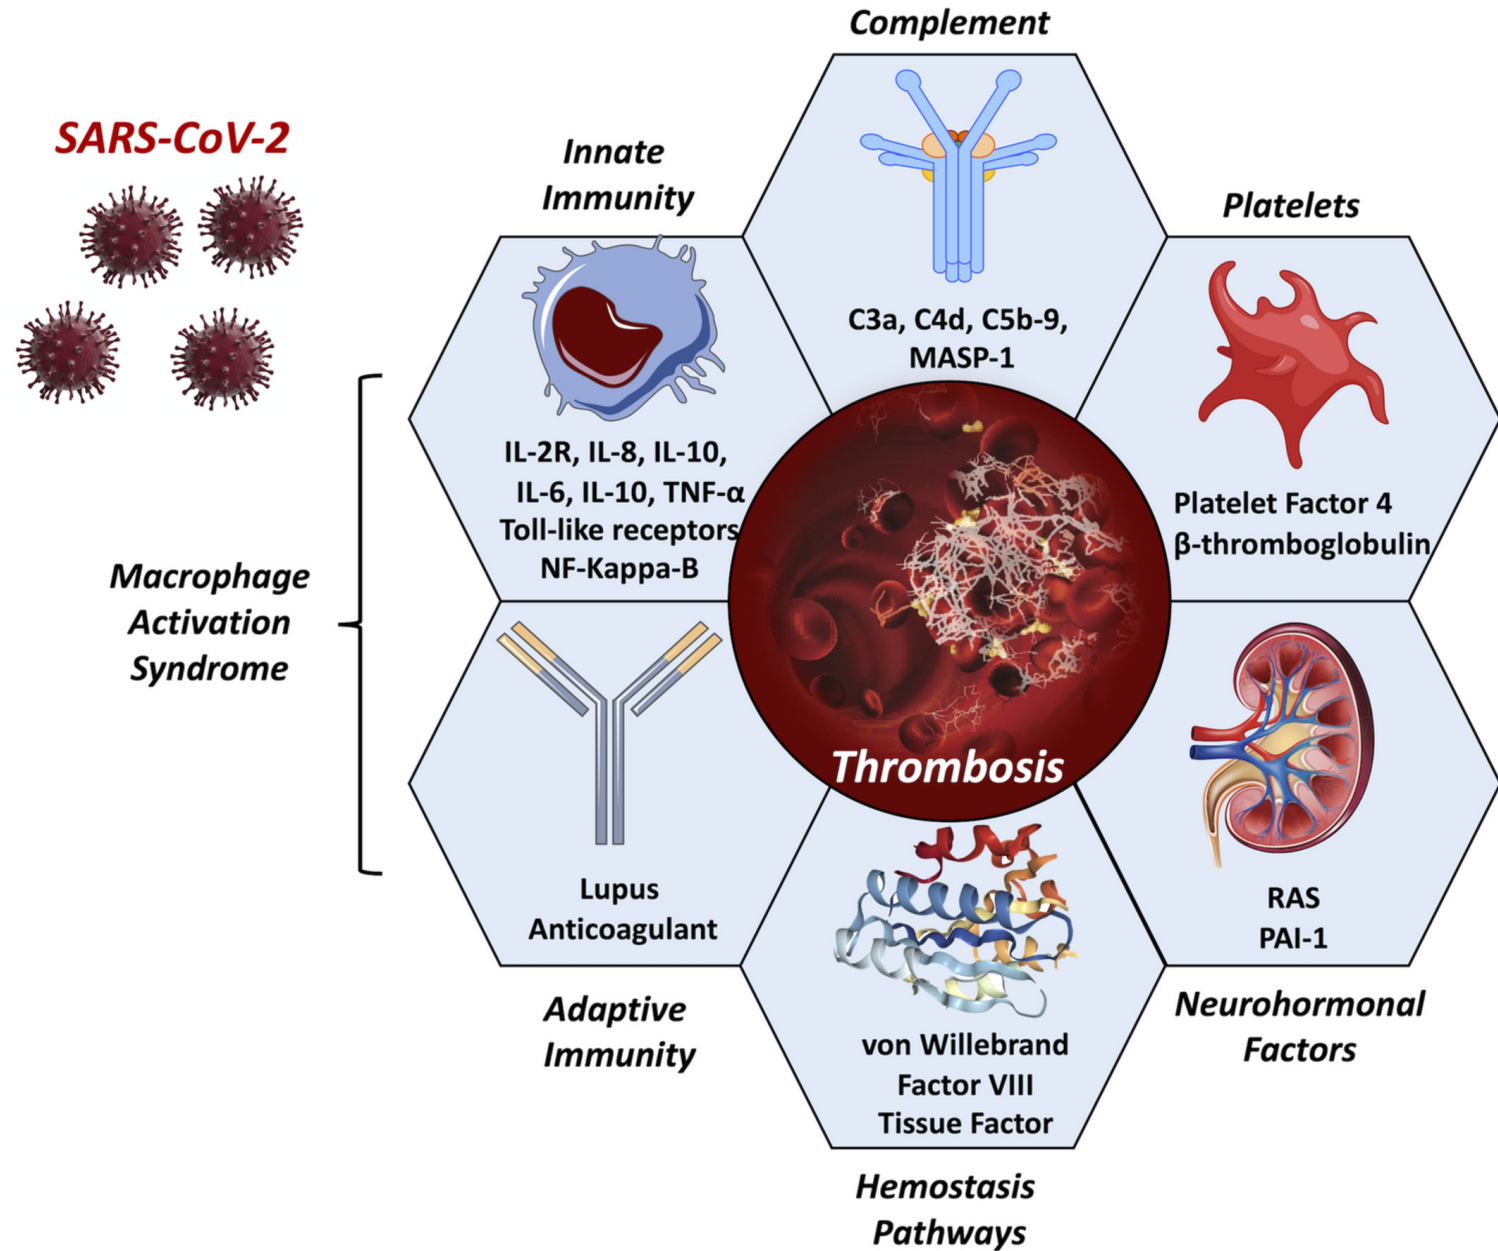 Complement
SARS-CoV-2
Innate
Immunity
Platelets
C3a, C4d, C5b-9,
MASP-1
IL-2R, IL-8, IL-10,
IL-6, IL-10, TNF-α
Toll-like receptors
NF-Kappa-B
Platelet Factor 4
β-thromboglobulin
Macrophage
Activation
Syndrome
Thrombosis
Lupus
Anticoagulant
RAS
PAI-1
Adaptive
Immunity
von Willebrand
Factor VIII
Tissue Factor
Neurohormonal
Factors
Hemostasis
Pathways